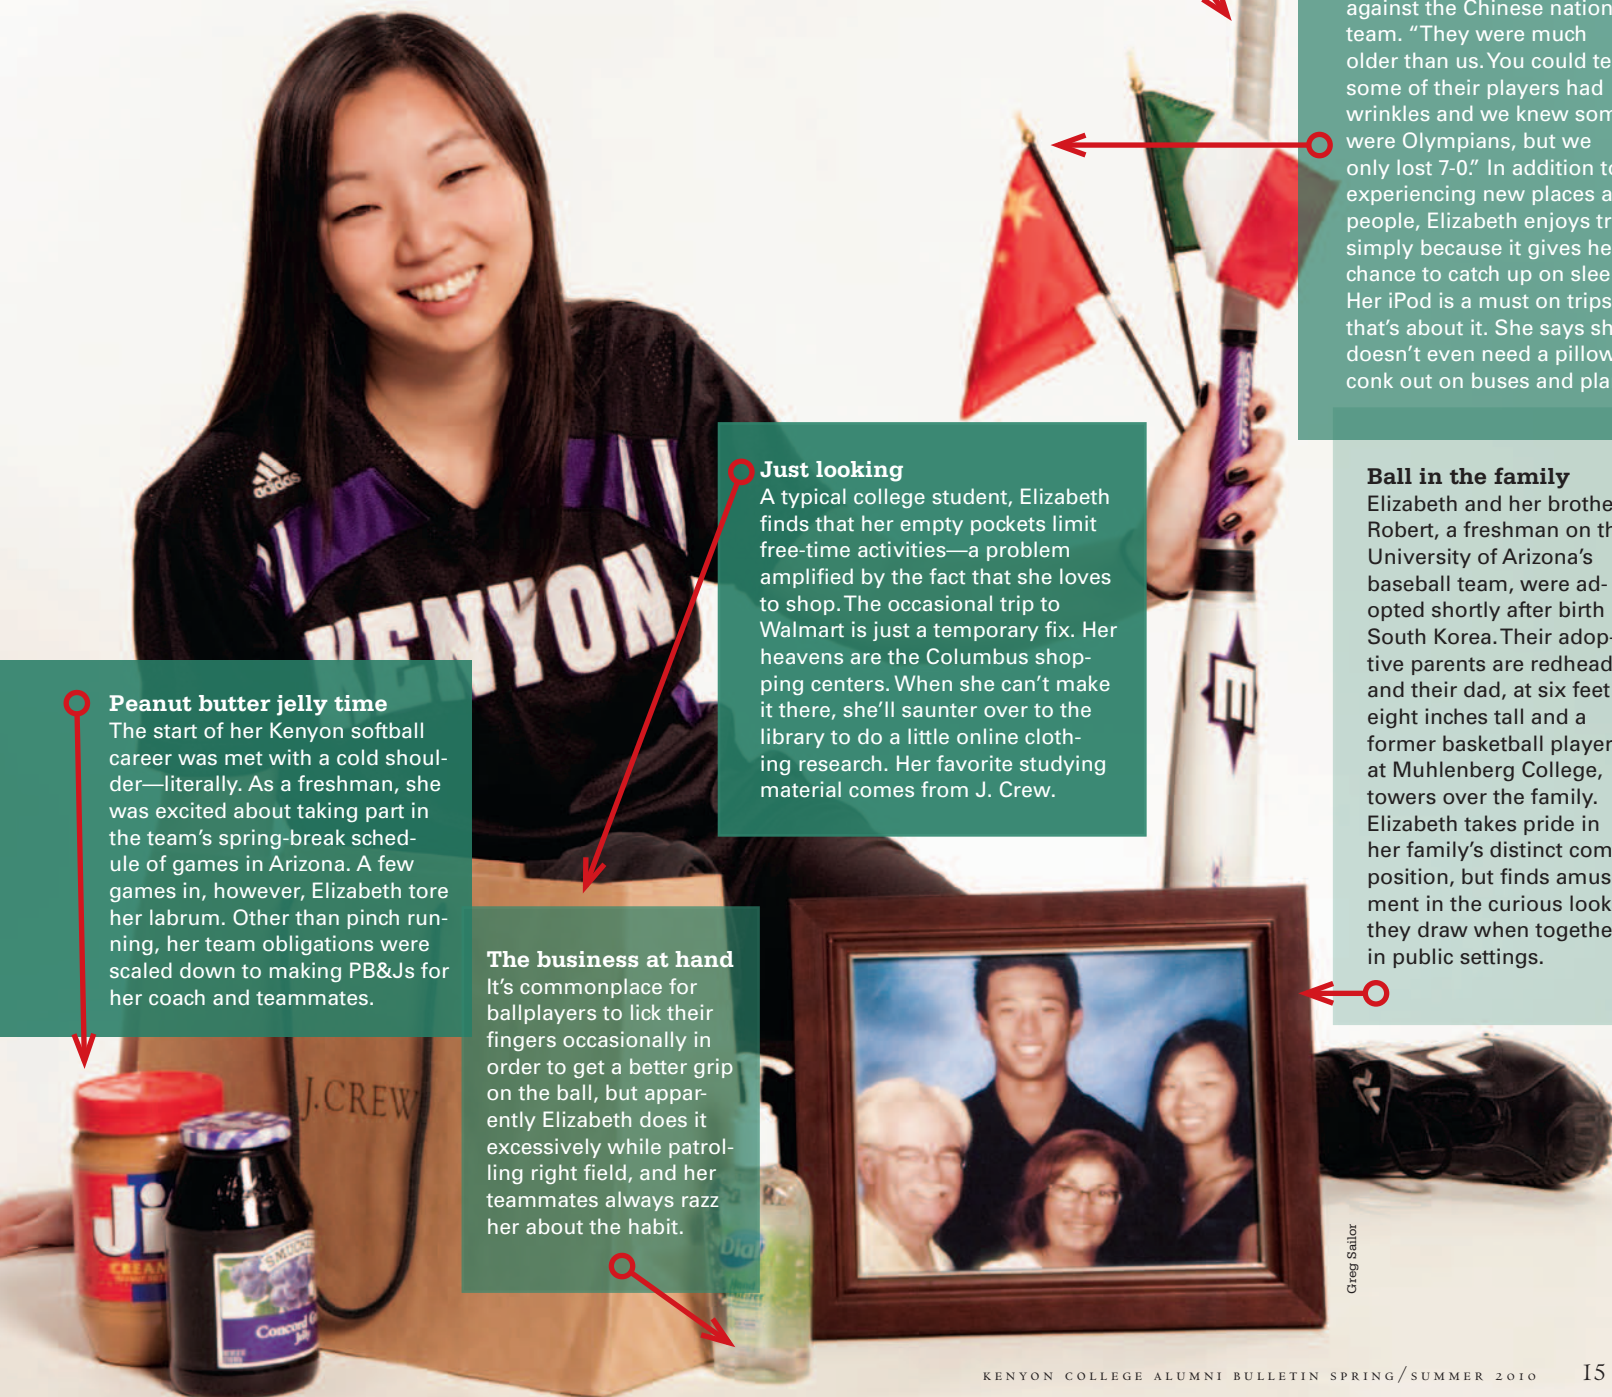 against the Chinese
team. “They were much
older than us. You could
some of their players had
wrinkles and we knew
were Olympians, but we
only lost 7-0.” In addition
experiencing new places
people, Elizabeth enjoys
simply because it gives
chance to catch up on
Her iPod is a must on trips
that’s about it. She says
doesn’t even need a pillow
conk out on buses and
Just looking
A typical college student, Elizabeth
finds that her empty pockets limit
free-time activities—a problem
amplified by the fact that she loves
to shop. The occasional trip to
Walmart is just a temporary fix. Her
heavens are the Columbus shop-
ping centers. When she can’t make
it there, she’ll saunter over to the
library to do a little online cloth-
ing research. Her favorite studying
material comes from J. Crew.
Ball in the family
Elizabeth and her
Robert, a freshman on
University of Arizona’s
baseball team, were ad-
opted shortly after birth
South Korea. Their adop-
tive parents are
and their dad, at six feet
eight inches tall and a
former basketball player
at Muhlenberg College,
towers over the family.
Elizabeth takes pride in
her family’s distinct com
position, but finds
ment in the curious
they draw when
in public settings.
Peanut butter jelly time
The start of her Kenyon softball
career was met with a cold shoul-
der—literally. As a freshman, she
was excited about taking part in
the team’s spring-break sched-
ule of games in Arizona. A few
games in, however, Elizabeth tore
her labrum. Other than pinch run-
ning, her team obligations were
scaled down to making PB&Js for
her coach and teammates.
The business at hand
It’s commonplace for
ballplayers to lick their
fingers occasionally in
order to get a better grip
on the ball, but appar-
ently Elizabeth does it
excessively while patrol-
ling right field, and her
teammates always razz
her about the habit.
adidas
KENYON
J.CREW
Ji
Concord
Jelly
Dial
Greg Sailor
KENYON COLLEGE ALUMNI BULLETIN SPRING/SUMMER 2010 15